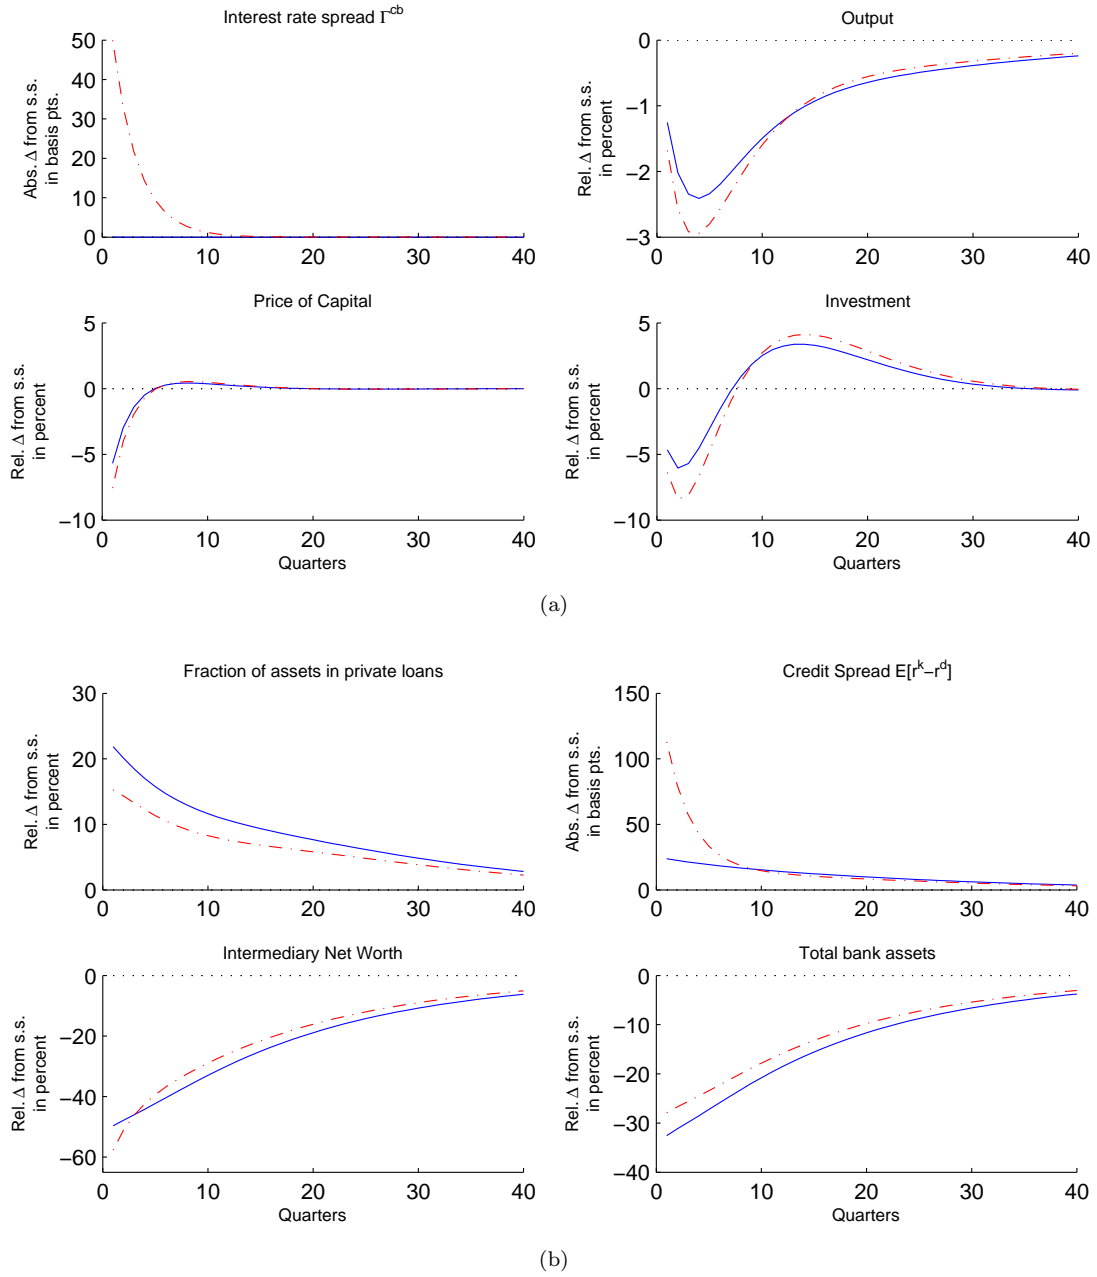 Interest rate spread Γ^cb
Abs. Δ from s.s.
in basis pts.
50
40
30
20
10
0
0 10 20 30 40
Output
Rel. Δ from s.s.
in percent
0
−1
−2
−3
0 10 20 30 40
Price of Capital
Rel. Δ from s.s.
in percent
5
0
−5
−10
0 10 20 30 40
Quarters
Investment
Rel. Δ from s.s.
in percent
5
0
−5
−10
0 10 20 30 40
Quarters
(a)
Fraction of assets in private loans
Rel. Δ from s.s.
in percent
30
20
10
0
0 10 20 30 40
Credit Spread E[r^k−r^d]
Abs. Δ from s.s.
in basis pts.
150
100
50
0
0 10 20 30 40
Intermediary Net Worth
Rel. Δ from s.s.
in percent
0
−20
−40
−60
0 10 20 30 40
Quarters
Total bank assets
Rel. Δ from s.s.
in percent
0
−10
−20
−30
−40
0 10 20 30 40
Quarters
(b)